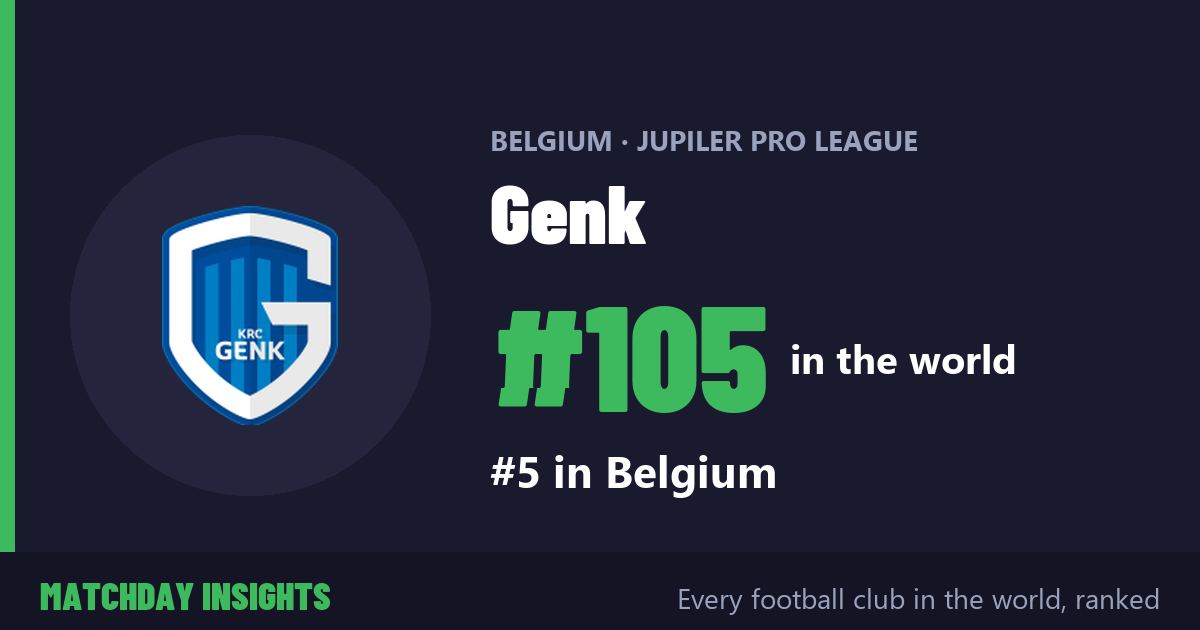 BELGIUM · JUPILER PRO LEAGUE
Genk
KRC
GENK
#105 in the world
#5 in Belgium
MATCHDAY INSIGHTS
Every football club in the world, ranked